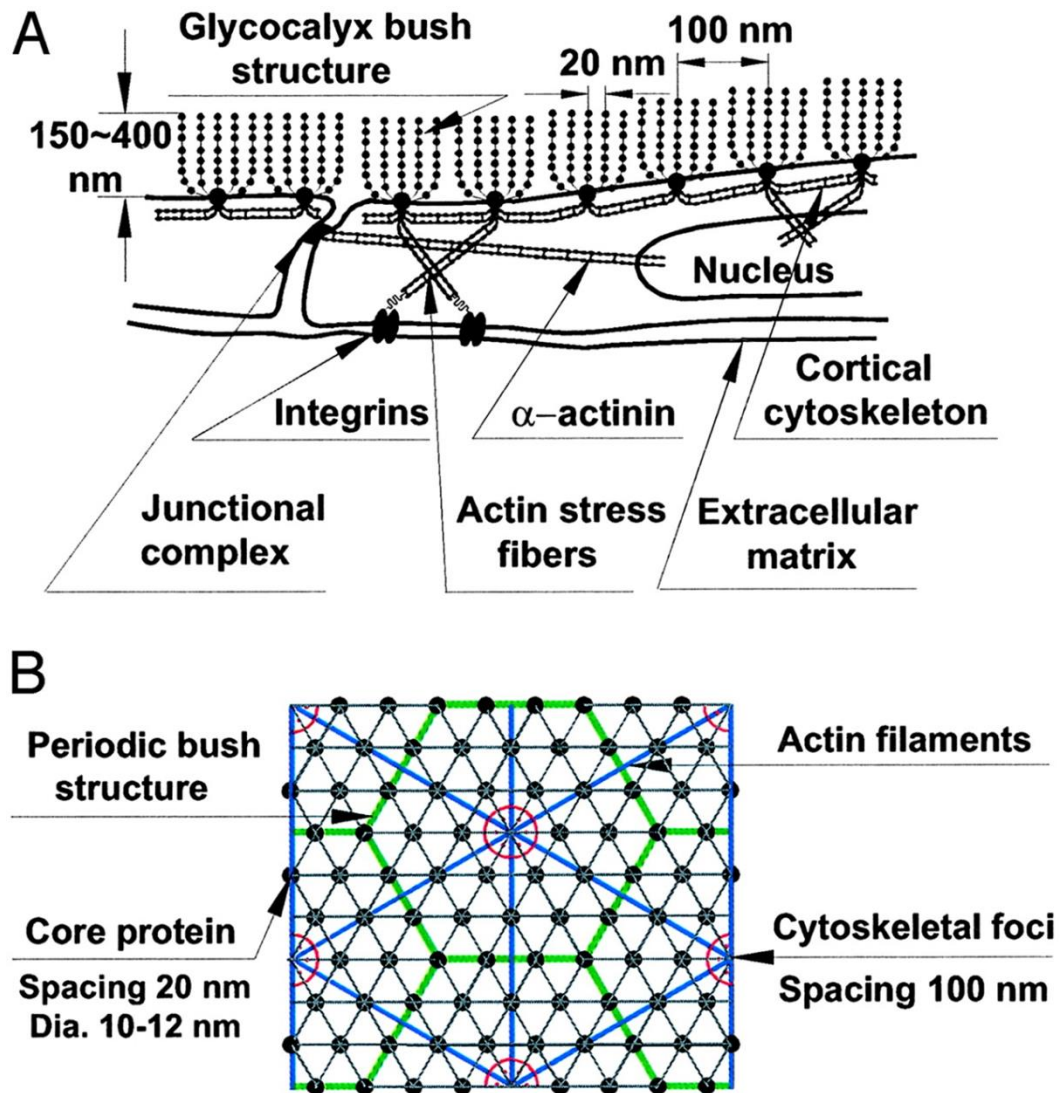 A
Glycocalyx bush
structure
100 nm
20 nm
150~400
nm
Nucleus
Cortical
cytoskeleton
Integrins
α−actinin
Junctional
complex
Actin stress
fibers
Extracellular
matrix
B
Periodic bush
structure
Actin filaments
Core protein
Spacing 20 nm
Dia. 10-12 nm
Cytoskeletal foci
Spacing 100 nm